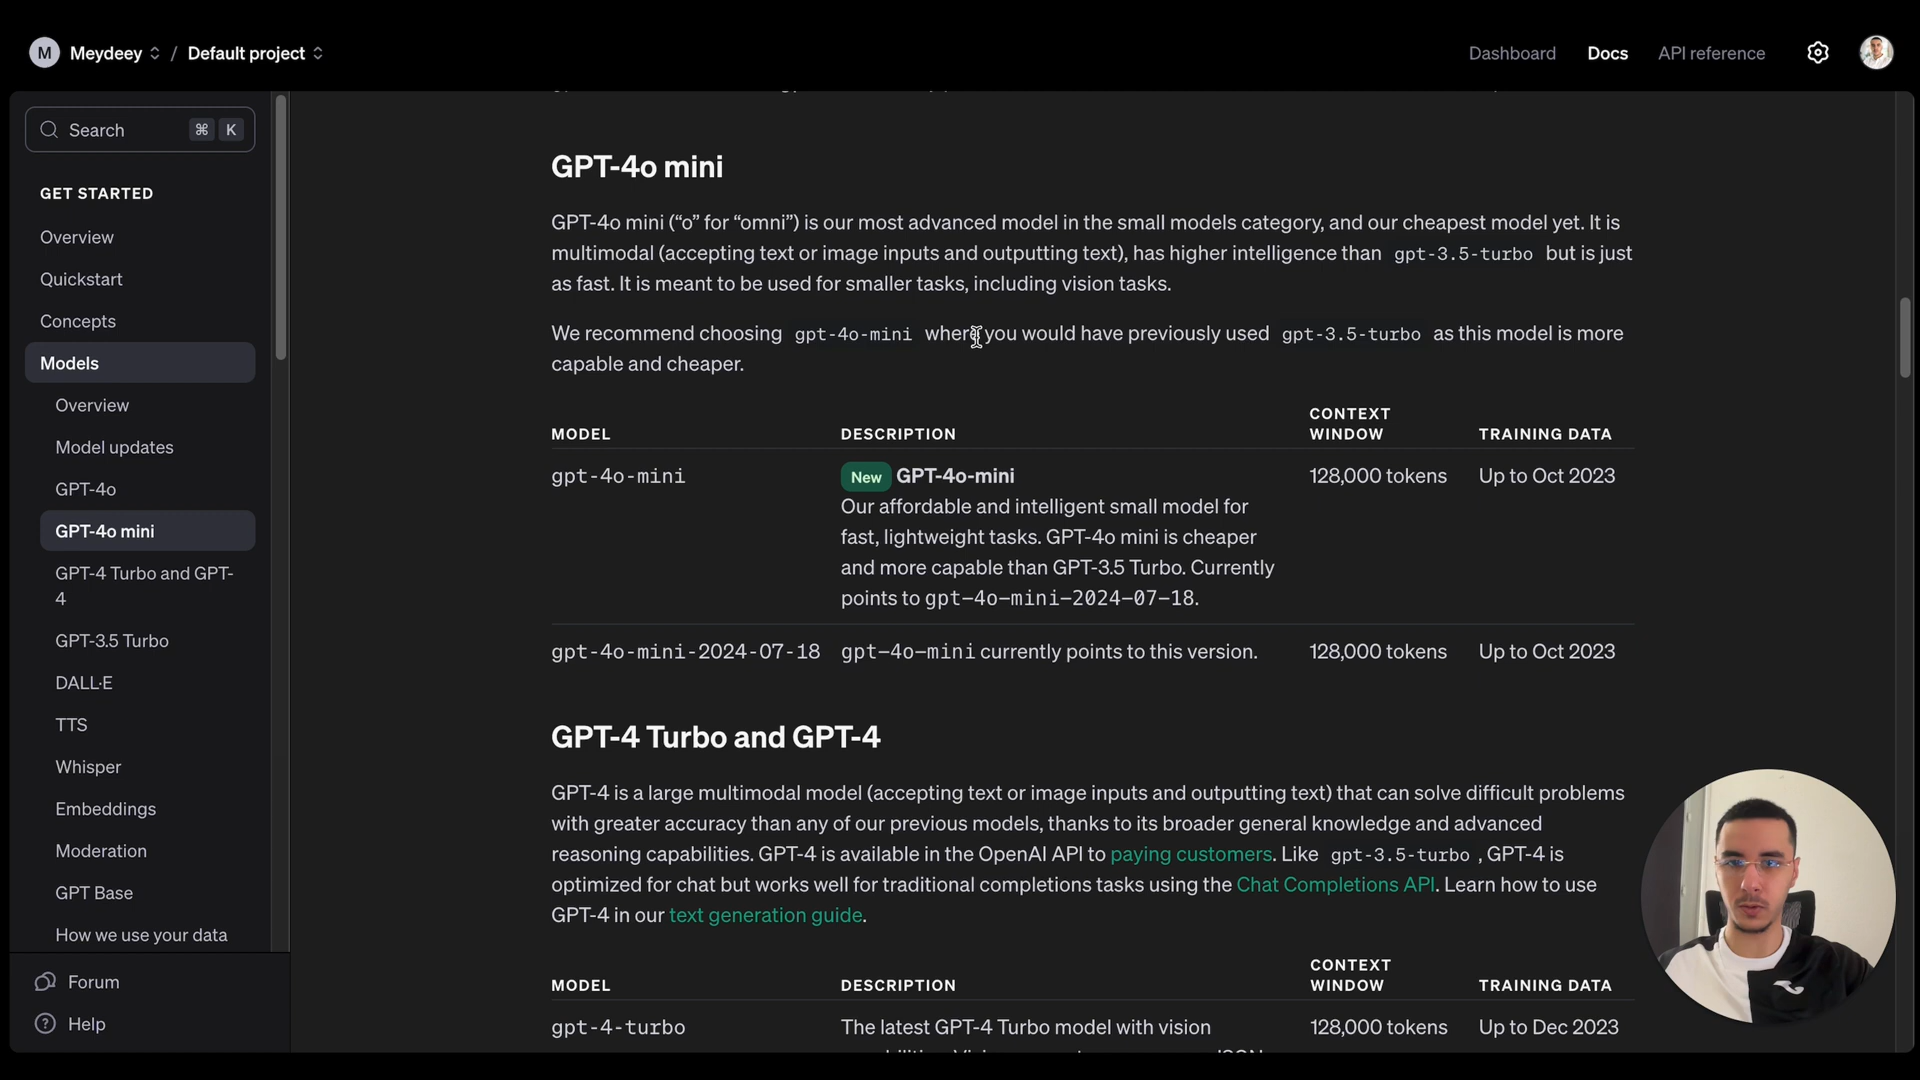 M Meydeey / Default project
Dashboard Docs API reference
Search ⌘ K
GET STARTED
Overview
Quickstart
Concepts
Models
Overview
Model updates
GPT-4o
GPT-4o mini
GPT-4 Turbo and GPT-
4
GPT-3.5 Turbo
DALL·E
TTS
Whisper
Embeddings
Moderation
GPT Base
How we use your data
Forum
Help
GPT-4o mini
GPT-4o mini (“o” for “omni”) is our most advanced model in the small models category, and our cheapest model yet. It is
multimodal (accepting text or image inputs and outputting text), has higher intelligence than gpt-3.5-turbo but is just
as fast. It is meant to be used for smaller tasks, including vision tasks.
We recommend choosing gpt-4o-mini where you would have previously used gpt-3.5-turbo as this model is more
capable and cheaper.
MODEL DESCRIPTION CONTEXT WINDOW TRAINING DATA
gpt-4o-mini New GPT-4o-mini 128,000 tokens Up to Oct 2023
Our affordable and intelligent small model for
fast, lightweight tasks. GPT-4o mini is cheaper
and more capable than GPT-3.5 Turbo. Currently
points to gpt-4o-mini-2024-07-18.
gpt-4o-mini-2024-07-18 gpt-4o-mini currently points to this version. 128,000 tokens Up to Oct 2023
GPT-4 Turbo and GPT-4
GPT-4 is a large multimodal model (accepting text or image inputs and outputting text) that can solve difficult problems
with greater accuracy than any of our previous models, thanks to its broader general knowledge and advanced
reasoning capabilities. GPT-4 is available in the OpenAI API to paying customers. Like gpt-3.5-turbo , GPT-4 is
optimized for chat but works well for traditional completions tasks using the Chat Completions API. Learn how to use
GPT-4 in our text generation guide.
MODEL DESCRIPTION CONTEXT WINDOW TRAINING DATA
gpt-4-turbo The latest GPT-4 Turbo model with vision 128,000 tokens Up to Dec 2023